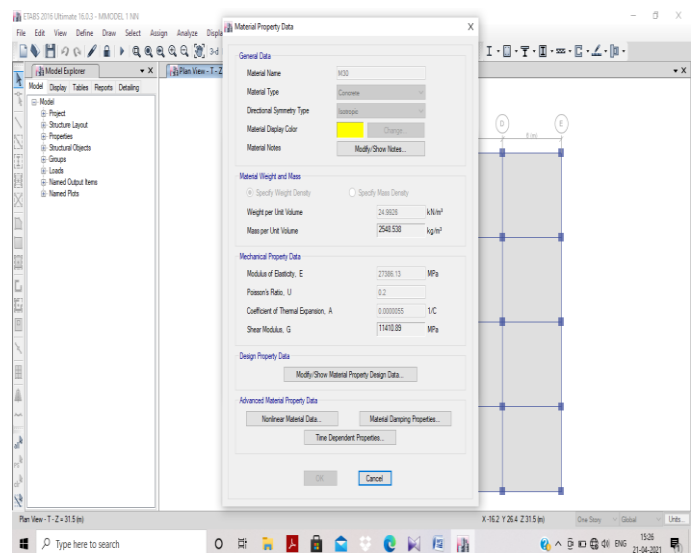 ETABS 2016 Ultimate 16.0.3 - MMODEL 1 NN
File Edit View Define Draw Select Assign Analyze Displa
Model Explorer
Plan View - T - Z
Model Display Tables Reports Detailing
Model
Project
Structure Layout
Properties
Structural Objects
Groups
Loads
Named Output Items
Named Plots
Material Property Data
General Data
Material Name M30
Material Type Concrete
Directional Symmetry Type Isotropic
Material Display Color Change...
Material Notes Modify/Show Notes...
Material Weight and Mass
Specify Weight Density Specify Mass Density
Weight per Unit Volume 24.9926 kN/m³
Mass per Unit Volume 2548.538 kg/m³
Mechanical Property Data
Modulus of Elasticity, E 27386.13 MPa
Poisson's Ratio, U 0.2
Coefficient of Thermal Expansion, A 0.0000055 1/C
Shear Modulus, G 11410.89 MPa
Design Property Data
Modify/Show Material Property Design Data...
Advanced Material Property Data
Nonlinear Material Data... Material Damping Properties...
Time Dependent Properties...
OK Cancel
D E
Plan View - T - Z = 31.5 (m)
X -16.2 Y 26.4 Z 31.5 (m)
One Story Global Units...
Type here to search
ENG 15:26
21-04-2021